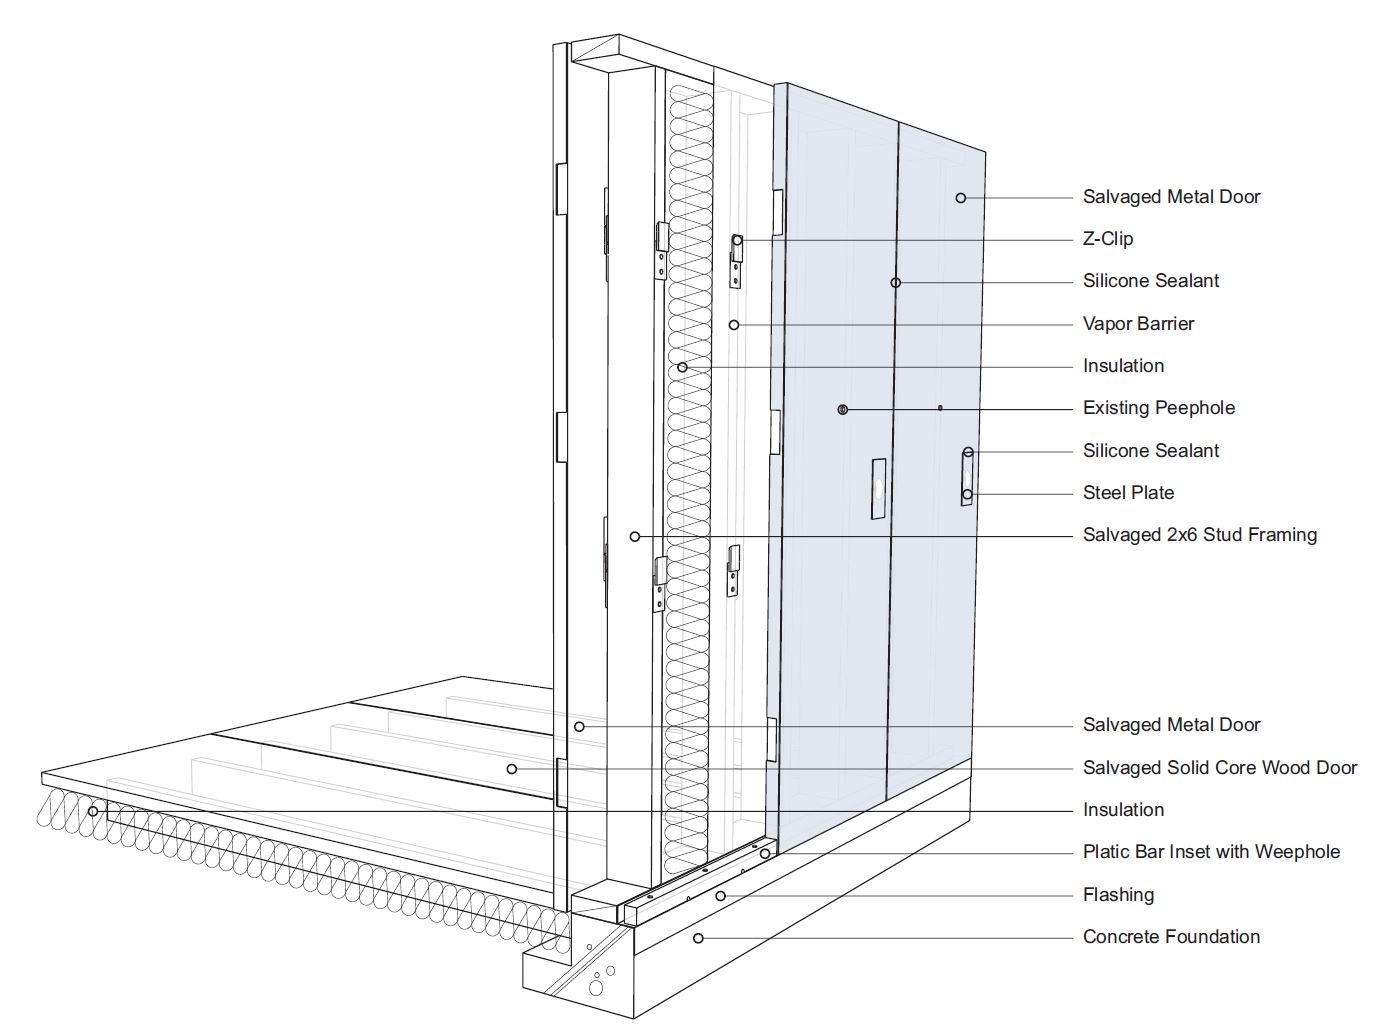 Salvaged Metal Door
Z-Clip
Silicone Sealant
Vapor Barrier
Insulation
Existing Peephole
Silicone Sealant
Steel Plate
Salvaged 2x6 Stud Framing
Salvaged Metal Door
Salvaged Solid Core Wood Door
Insulation
Platic Bar Inset with Weephole
Flashing
Concrete Foundation